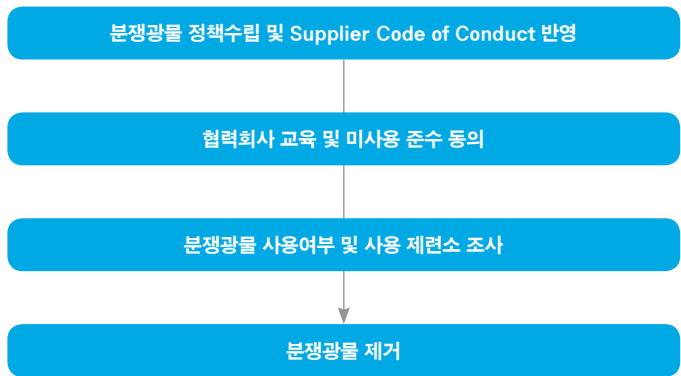 분쟁광물 정책수립 및 Supplier Code of Conduct 반영
협력회사 교육 및 미사용 준수 동의
분쟁광물 사용여부 및 사용 제련소 조사
분쟁광물 제거